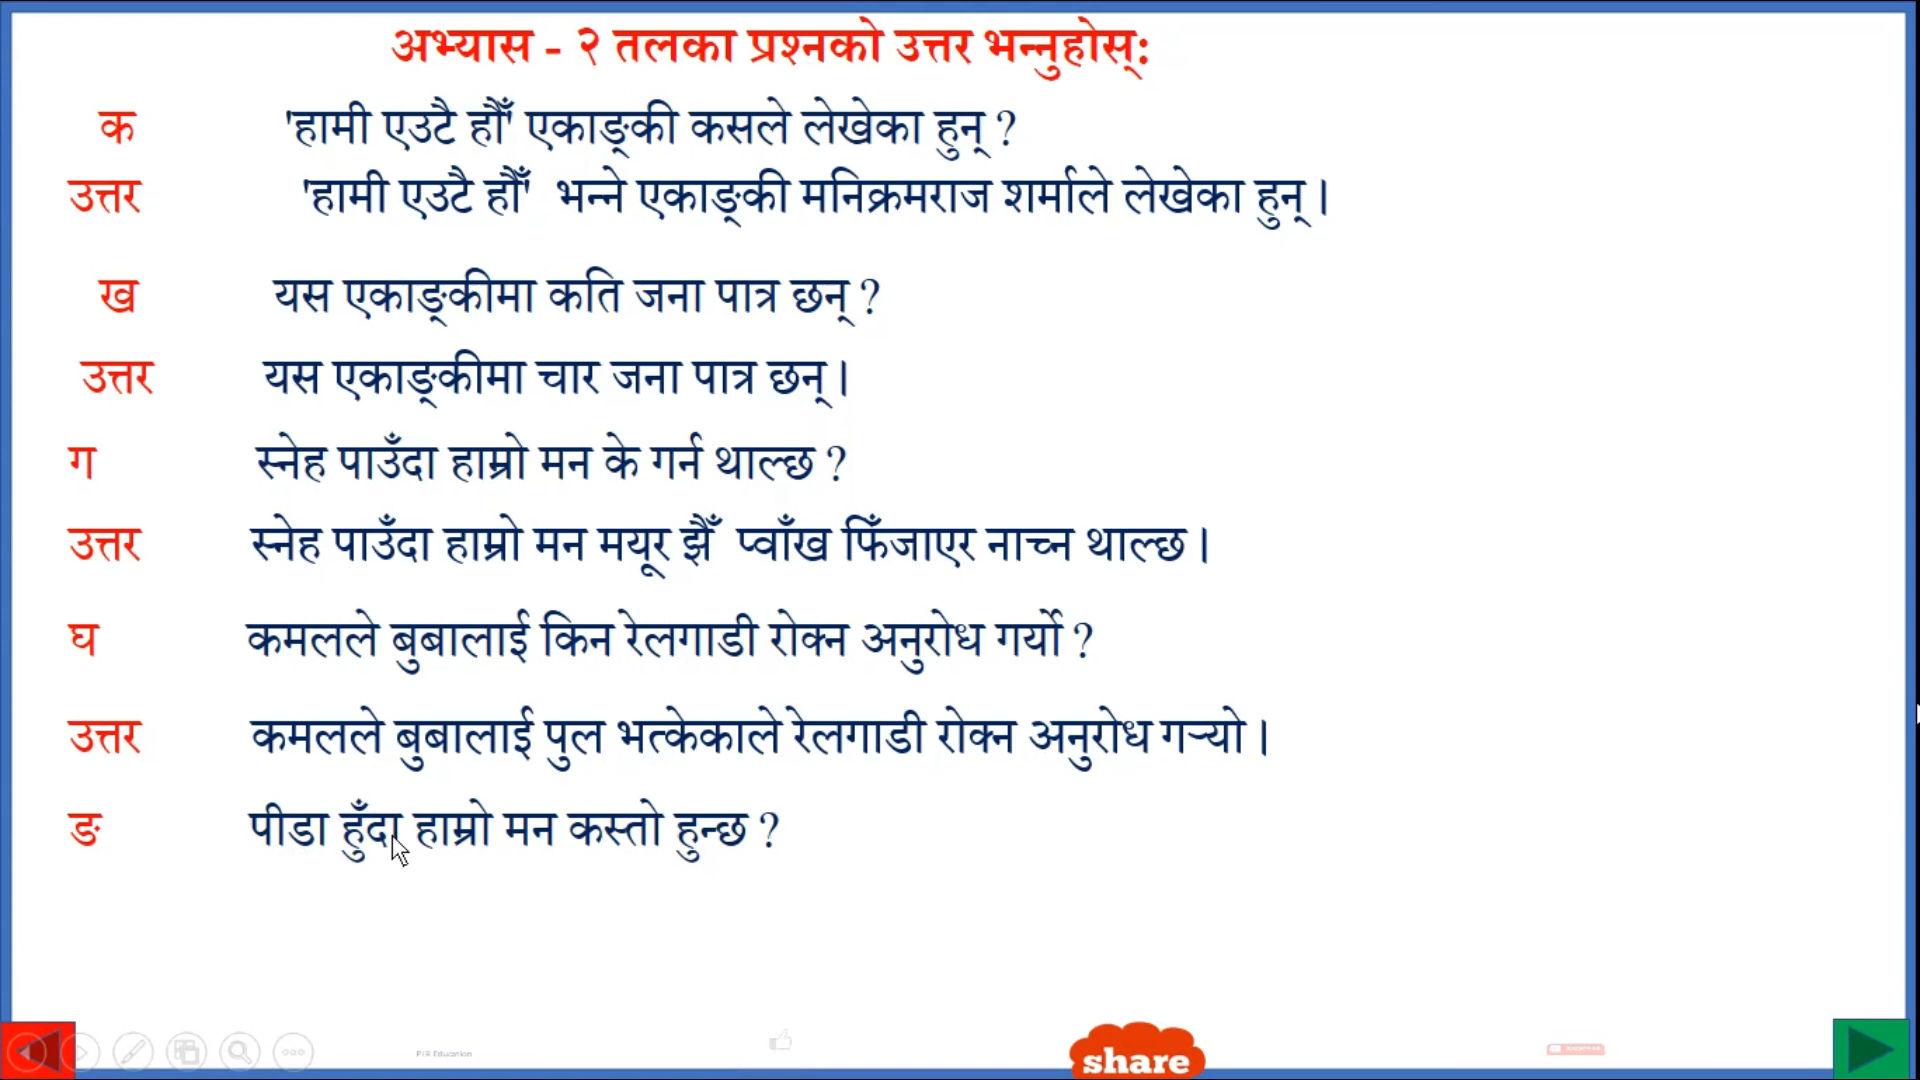 अभ्यास - २ तलका प्रश्नको उत्तर भन्नुहोस्:
क 'हामी एउटै हौँ' एकाङ्की कसले लेखेका हुन् ?
उत्तर 'हामी एउटै हौँ' भन्ने एकाङ्की मनिक्रमराज शर्माले लेखेका हुन् ।
ख यस एकाङ्कीमा कति जना पात्र छन् ?
उत्तर यस एकाङ्कीमा चार जना पात्र छन् ।
ग स्नेह पाउँदा हाम्रो मन के गर्न थाल्छ ?
उत्तर स्नेह पाउँदा हाम्रो मन मयूर झैँ प्वाँख फिँजाएर नाच्न थाल्छ ।
घ कमलले बुबालाई किन रेलगाडी रोक्न अनुरोध गर्यो ?
उत्तर कमलले बुबालाई पुल भत्केकाले रेलगाडी रोक्न अनुरोध गऱ्यो ।
ङ पीडा हुँदा हाम्रो मन कस्तो हुन्छ ?
Education
share